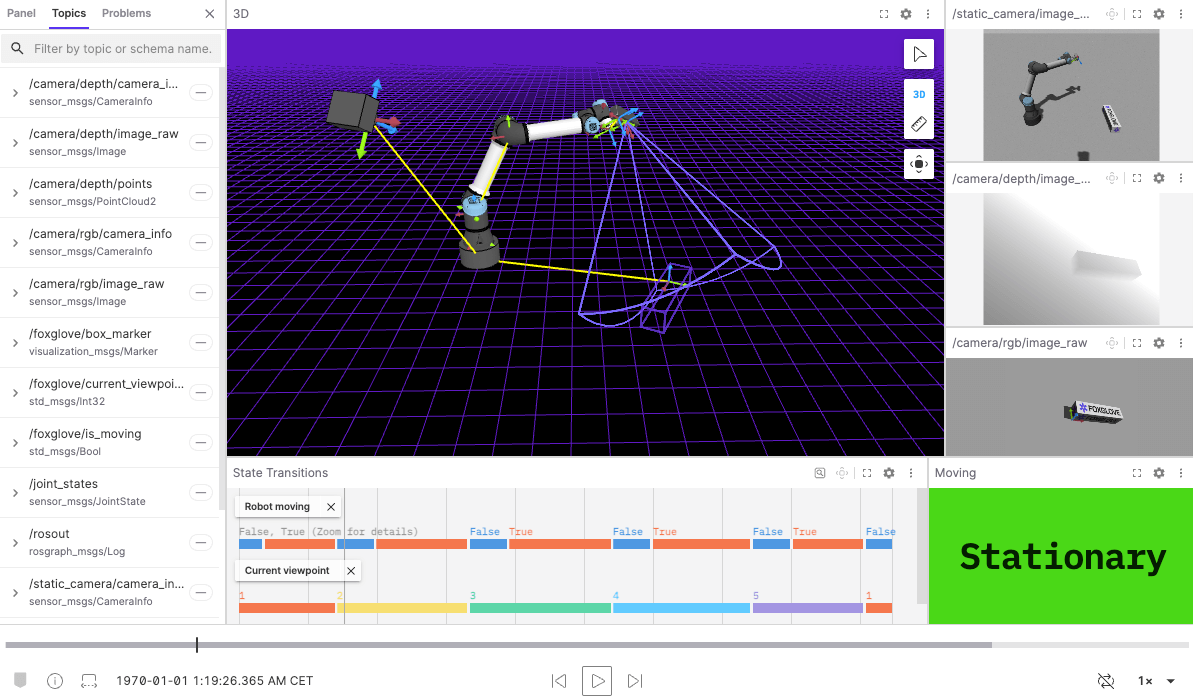 Panel Topics Problems
Filter by topic or schema name.
/camera/depth/camera_i...
sensor_msgs/CameraInfo
/camera/depth/image_raw
sensor_msgs/Image
/camera/depth/points
sensor_msgs/PointCloud2
/camera/rgb/camera_info
sensor_msgs/CameraInfo
/camera/rgb/image_raw
sensor_msgs/Image
/foxglove/box_marker
visualization_msgs/Marker
/foxglove/current_viewpoi...
std_msgs/Int32
/foxglove/is_moving
std_msgs/Bool
/joint_states
sensor_msgs/JointState
/rosout
rosgraph_msgs/Log
/static_camera/camera_in...
sensor_msgs/CameraInfo
3D
3D
/static_camera/image_...
FOXGLOVE
/camera/depth/image_...
/camera/rgb/image_raw
FOXGLOVE
State Transitions
Robot moving
False, True (Zoom for details) False True False True False True False
Current viewpoint
1 2 3 4 5 1
Moving
Stationary
1970-01-01 1:19:26.365 AM CET
1×